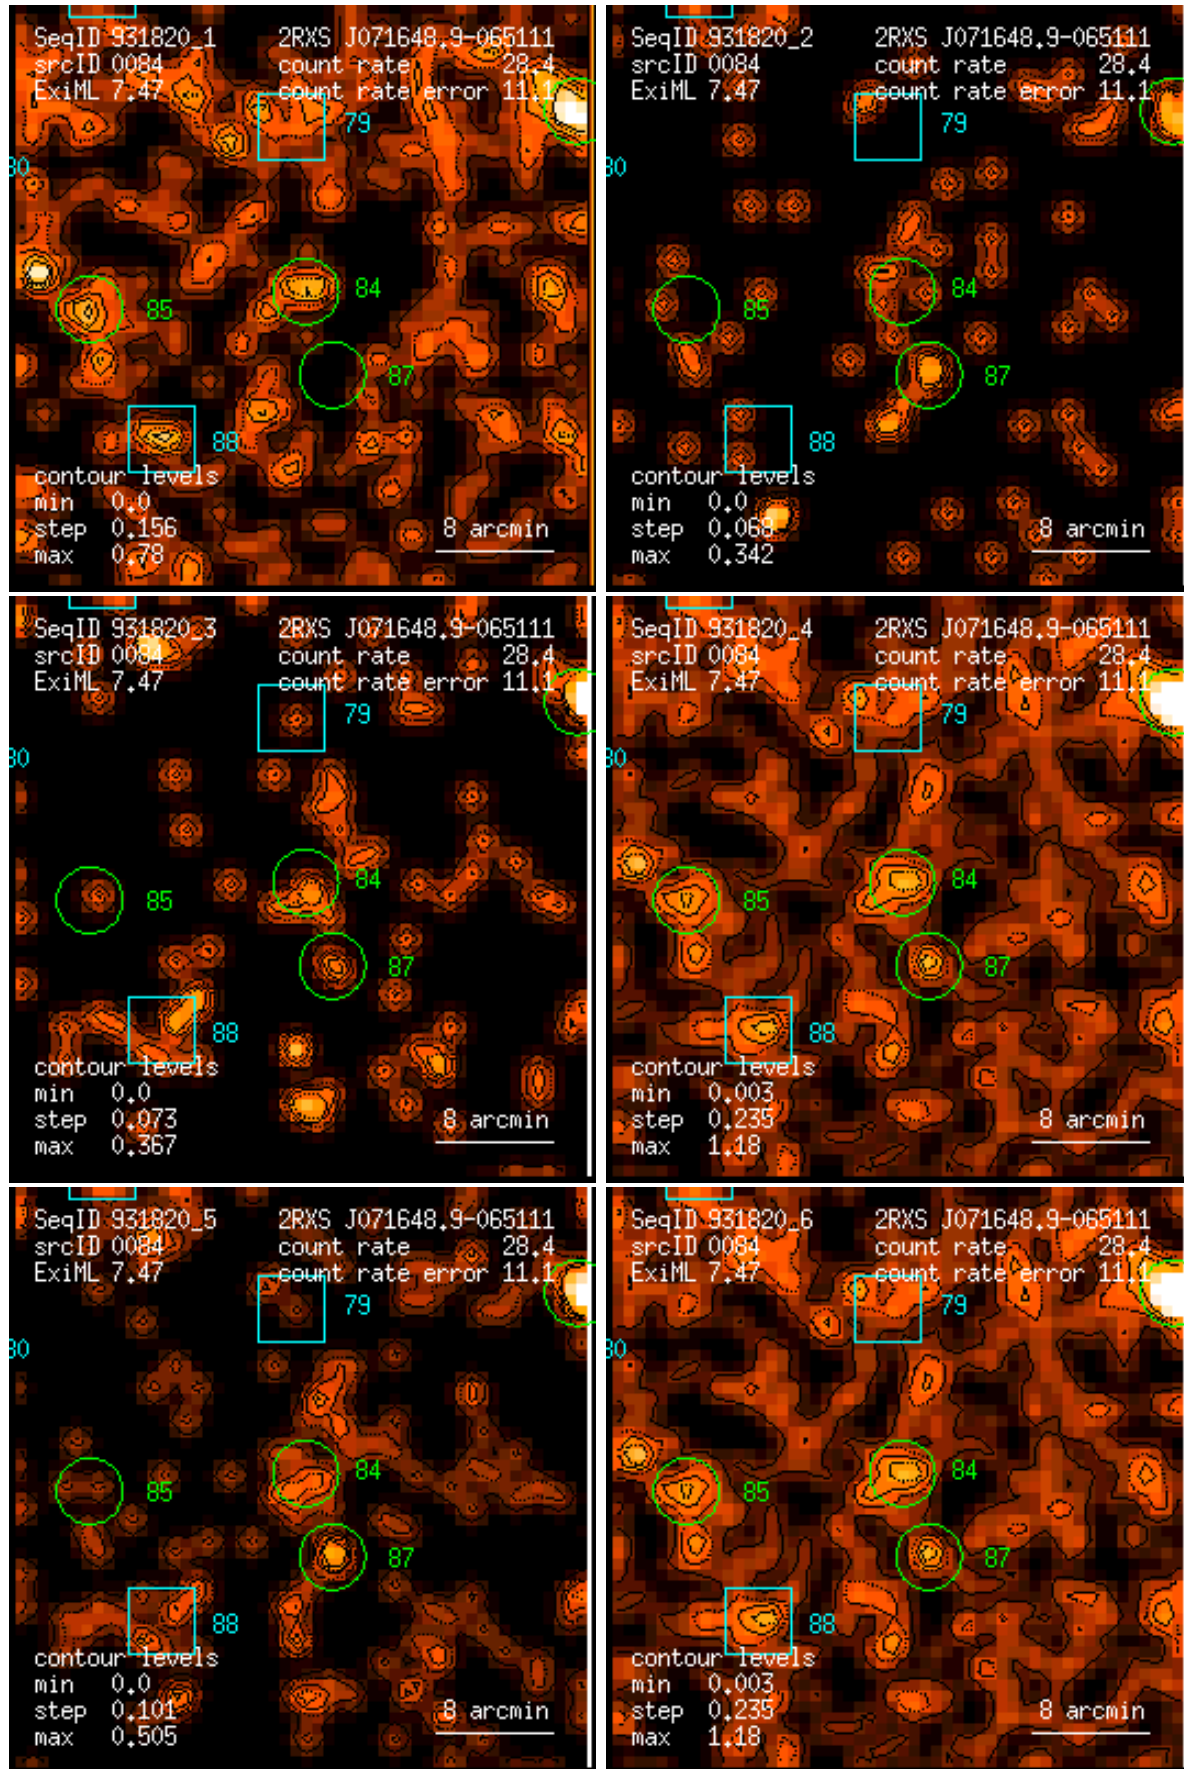 SeqID 931820_1 2RXS J071648.9-065111
srcID 0084 count rate 28.4
ExiML 7.47 count rate error 11.1
79
80
84
85
87
88
contour levels
min 0.0
step 0.156 8 arcmin
max 0.78
SeqID 931820_2 2RXS J071648.9-065111
srcID 0084 count rate 28.4
ExiML 7.47 count rate error 11.1
79
80
84
85
87
88
contour levels
min 0.0
step 0.068 8 arcmin
max 0.342
SeqID 931820_3 2RXS J071648.9-065111
srcID 0084 count rate 28.4
ExiML 7.47 count rate error 11.1
79
80
84
85
87
88
contour levels
min 0.0
step 0.073 8 arcmin
max 0.367
SeqID 931820_4 2RXS J071648.9-065111
srcID 0084 count rate 28.4
ExiML 7.47 count rate error 11.1
79
80
84
85
87
88
contour levels
min 0.003
step 0.235 8 arcmin
max 1.18
SeqID 931820_5 2RXS J071648.9-065111
srcID 0084 count rate 28.4
ExiML 7.47 count rate error 11.1
79
80
84
85
87
88
contour levels
min 0.0
step 0.101 8 arcmin
max 0.505
SeqID 931820_6 2RXS J071648.9-065111
srcID 0084 count rate 28.4
ExiML 7.47 count rate error 11.1
79
80
84
85
87
88
contour levels
min 0.003
step 0.235 8 arcmin
max 1.18